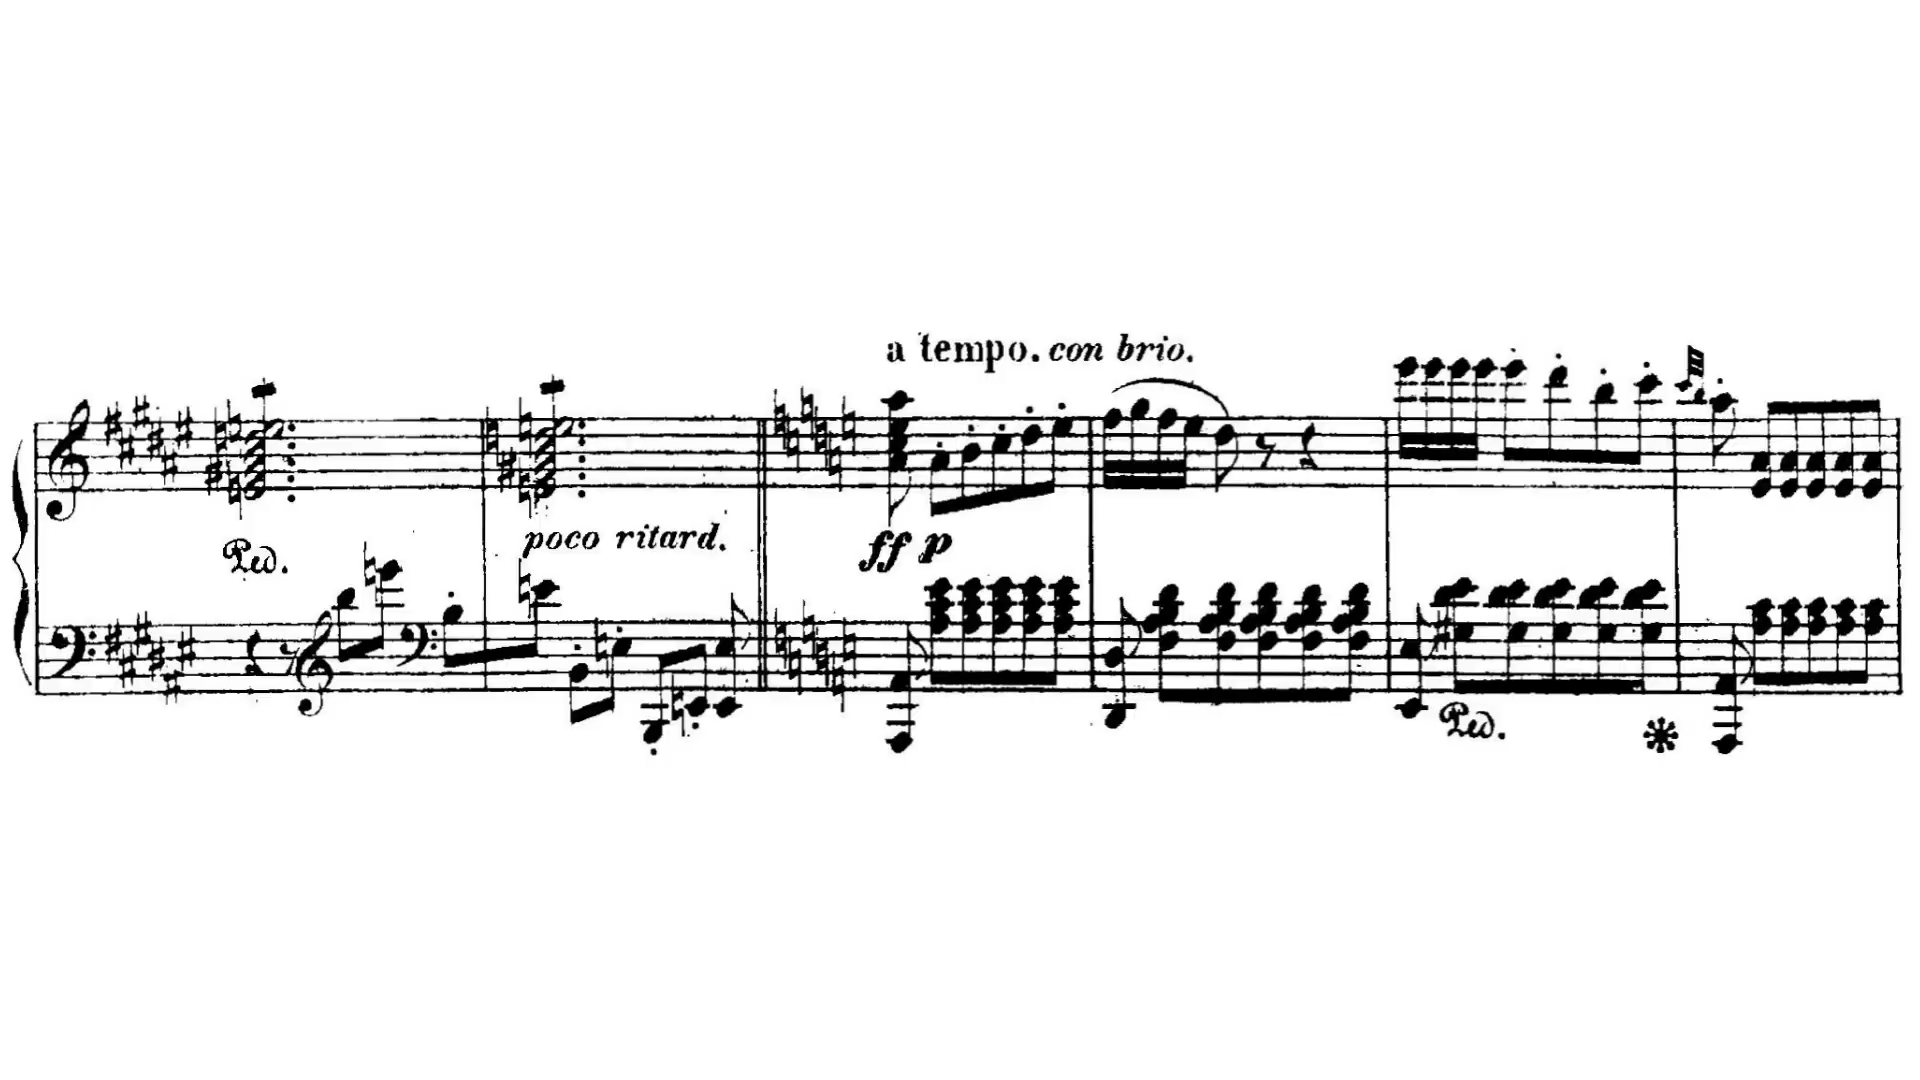 a tempo. con brio.
poco ritard.
Ped.
ff p
Ped.